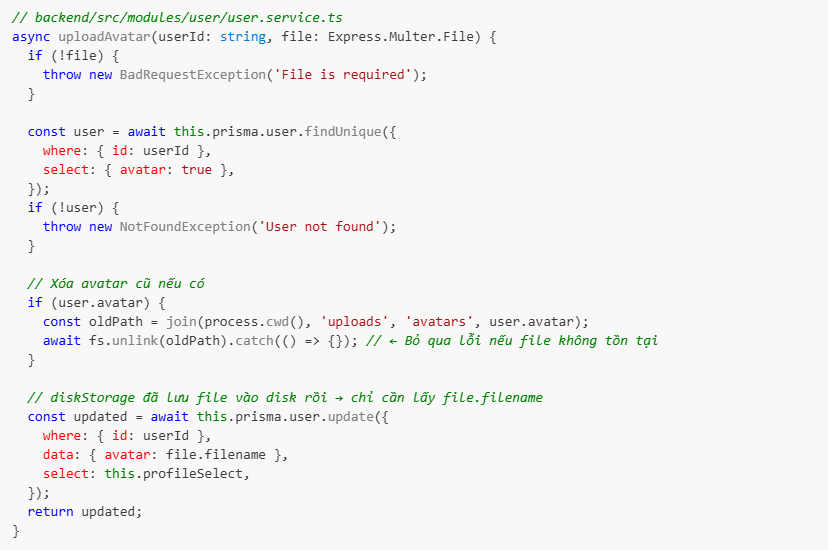 // backend/src/modules/user/user.service.ts
async uploadAvatar(userId: string, file: Express.Multer.File) {
  if (!file) {
    throw new BadRequestException('File is required');
  }

  const user = await this.prisma.user.findUnique({
    where: { id: userId },
    select: { avatar: true },
  });
  if (!user) {
    throw new NotFoundException('User not found');
  }

  // Xóa avatar cũ nếu có
  if (user.avatar) {
    const oldPath = join(process.cwd(), 'uploads', 'avatars', user.avatar);
    await fs.unlink(oldPath).catch(() => {}); // ← Bỏ qua lỗi nếu file không tồn tại
  }

  // diskStorage đã lưu file vào disk rồi → chỉ cần lấy file.filename
  const updated = await this.prisma.user.update({
    where: { id: userId },
    data: { avatar: file.filename },
    select: this.profileSelect,
  });
  return updated;
}